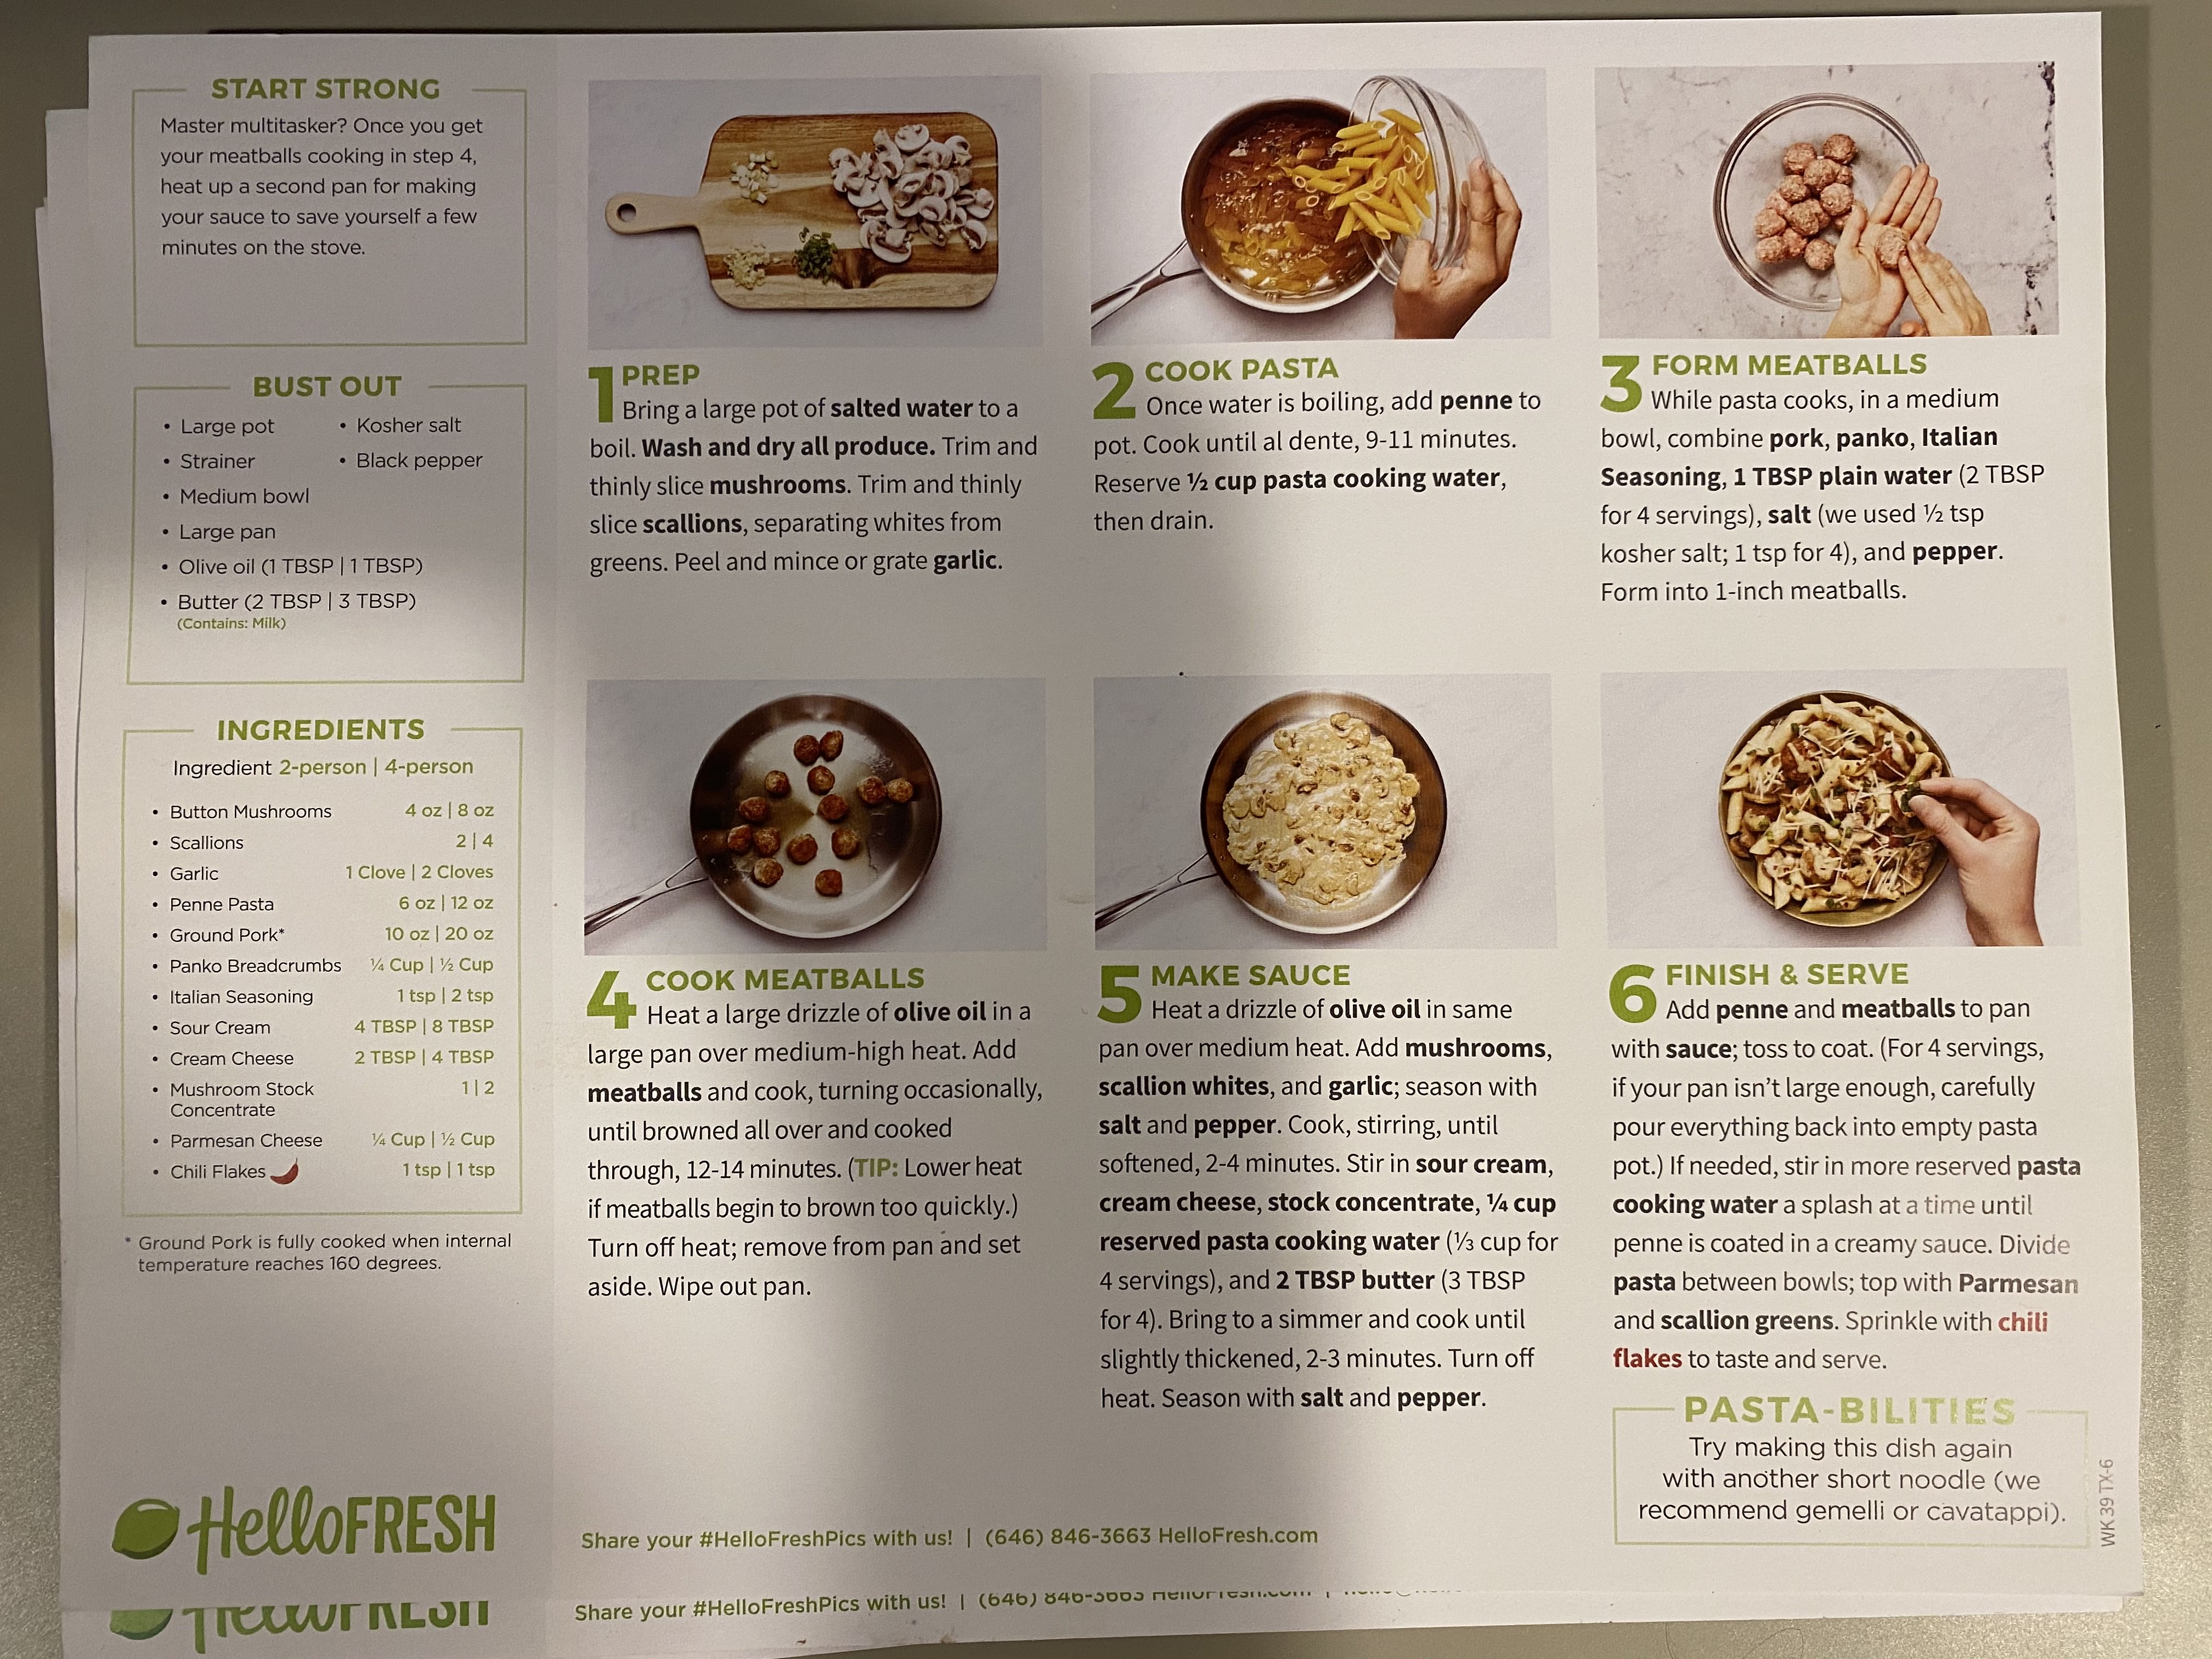 START STRONG
Master multitasker? Once you get
your meatballs cooking in step 4,
heat up a second pan for making
your sauce to save yourself a few
minutes on the stove.
BUST OUT
• Large pot
• Strainer
• Medium bowl
• Large pan
• Olive oil (1 TBSP | 1 TBSP)
• Butter (2 TBSP | 3 TBSP)
(Contains: Milk)
• Kosher salt
• Black pepper
INGREDIENTS
Ingredient 2-person | 4-person
• Button Mushrooms 4 oz | 8 oz
• Scallions 2 | 4
• Garlic 1 Clove | 2 Cloves
• Penne Pasta 6 oz | 12 oz
• Ground Pork* 10 oz | 20 oz
• Panko Breadcrumbs ¼ Cup | ½ Cup
• Italian Seasoning 1 tsp | 2 tsp
• Sour Cream 4 TBSP | 8 TBSP
• Cream Cheese 2 TBSP | 4 TBSP
• Mushroom Stock 1 | 2
Concentrate
• Parmesan Cheese ¼ Cup | ½ Cup
• Chili Flakes 1 tsp | 1 tsp
* Ground Pork is fully cooked when internal
temperature reaches 160 degrees.
1 PREP
Bring a large pot of salted water to a
boil. Wash and dry all produce. Trim and
thinly slice mushrooms. Trim and thinly
slice scallions, separating whites from
greens. Peel and mince or grate garlic.
2 COOK PASTA
Once water is boiling, add penne to
pot. Cook until al dente, 9-11 minutes.
Reserve ½ cup pasta cooking water,
then drain.
3 FORM MEATBALLS
While pasta cooks, in a medium
bowl, combine pork, panko, Italian
Seasoning, 1 TBSP plain water (2 TBSP
for 4 servings), salt (we used ½ tsp
kosher salt; 1 tsp for 4), and pepper.
Form into 1-inch meatballs.
4 COOK MEATBALLS
Heat a large drizzle of olive oil in a
large pan over medium-high heat. Add
meatballs and cook, turning occasionally,
until browned all over and cooked
through, 12-14 minutes. (TIP: Lower heat
if meatballs begin to brown too quickly.)
Turn off heat; remove from pan and set
aside. Wipe out pan.
5 MAKE SAUCE
Heat a drizzle of olive oil in same
pan over medium heat. Add mushrooms,
scallion whites, and garlic; season with
salt and pepper. Cook, stirring, until
softened, 2-4 minutes. Stir in sour cream,
cream cheese, stock concentrate, ¼ cup
reserved pasta cooking water (⅓ cup for
4 servings), and 2 TBSP butter (3 TBSP
for 4). Bring to a simmer and cook until
slightly thickened, 2-3 minutes. Turn off
heat. Season with salt and pepper.
6 FINISH & SERVE
Add penne and meatballs to pan
with sauce; toss to coat. (For 4 servings,
if your pan isn't large enough, carefully
pour everything back into empty pasta
pot.) If needed, stir in more reserved pasta
cooking water a splash at a time until
penne is coated in a creamy sauce. Divide
pasta between bowls; top with Parmesan
and scallion greens. Sprinkle with chili
flakes to taste and serve.
PASTA-BILITIES
Try making this dish again
with another short noodle (we
recommend gemelli or cavatappi).
WK 39 TX-6
HelloFRESH
Share your #HelloFreshPics with us! | (646) 846-3663 HelloFresh.com
HelloFRESH
Share your #HelloFreshPics with us! | (646) 846-3663 HelloFresh.com |